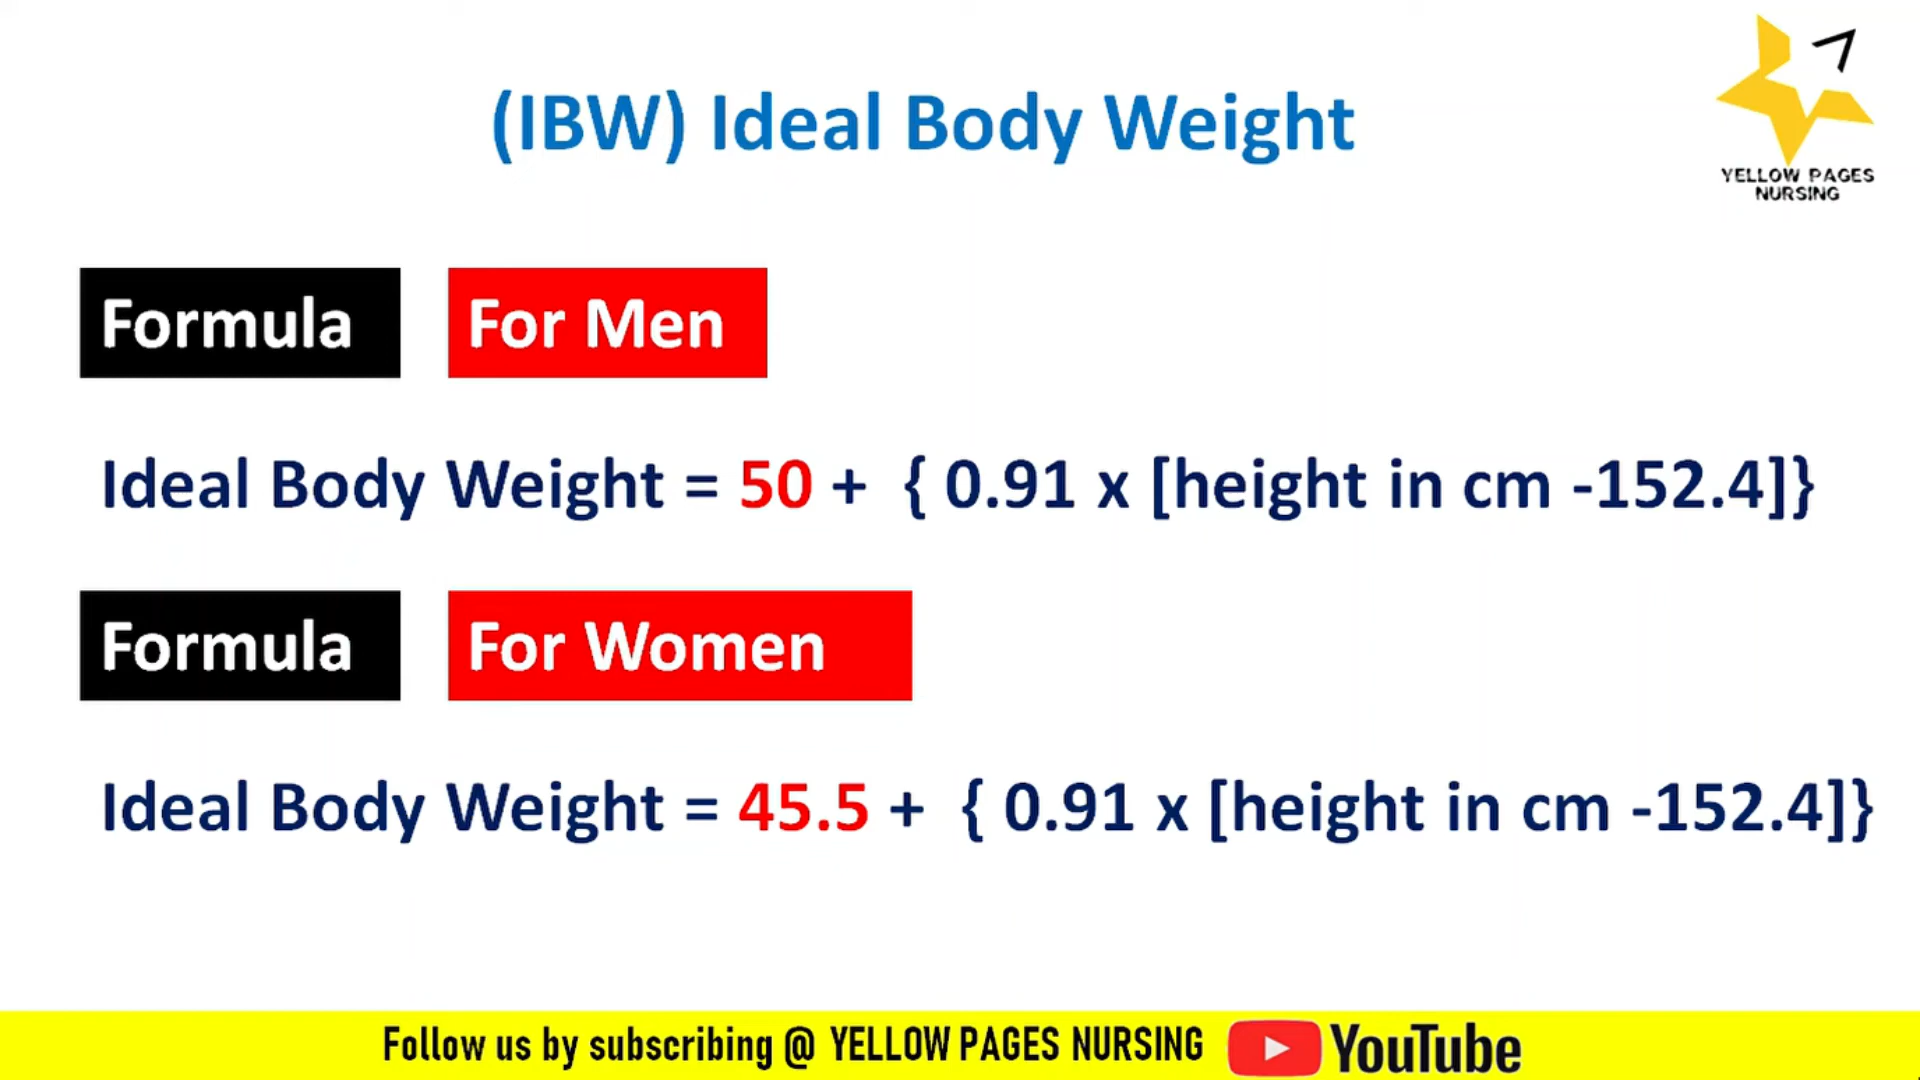 (IBW) Ideal Body Weight
YELLOW PAGES
NURSING
Formula
For Men
Ideal Body Weight = 50 + { 0.91 x [height in cm -152.4]}
Formula
For Women
Ideal Body Weight = 45.5 + { 0.91 x [height in cm -152.4]}
Follow us by subscribing @ YELLOW PAGES NURSING YouTube